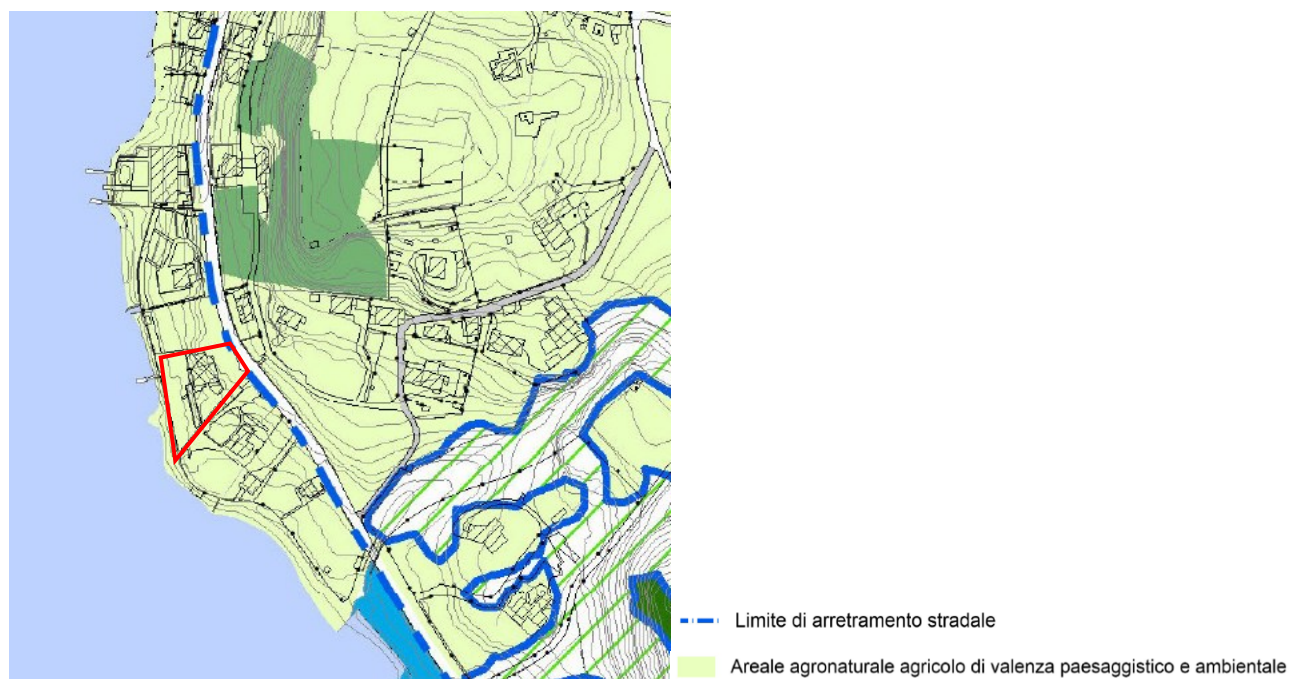 Limite di arretramento stradale
Areale agronaturale agricolo di valenza paesaggistico e ambientale